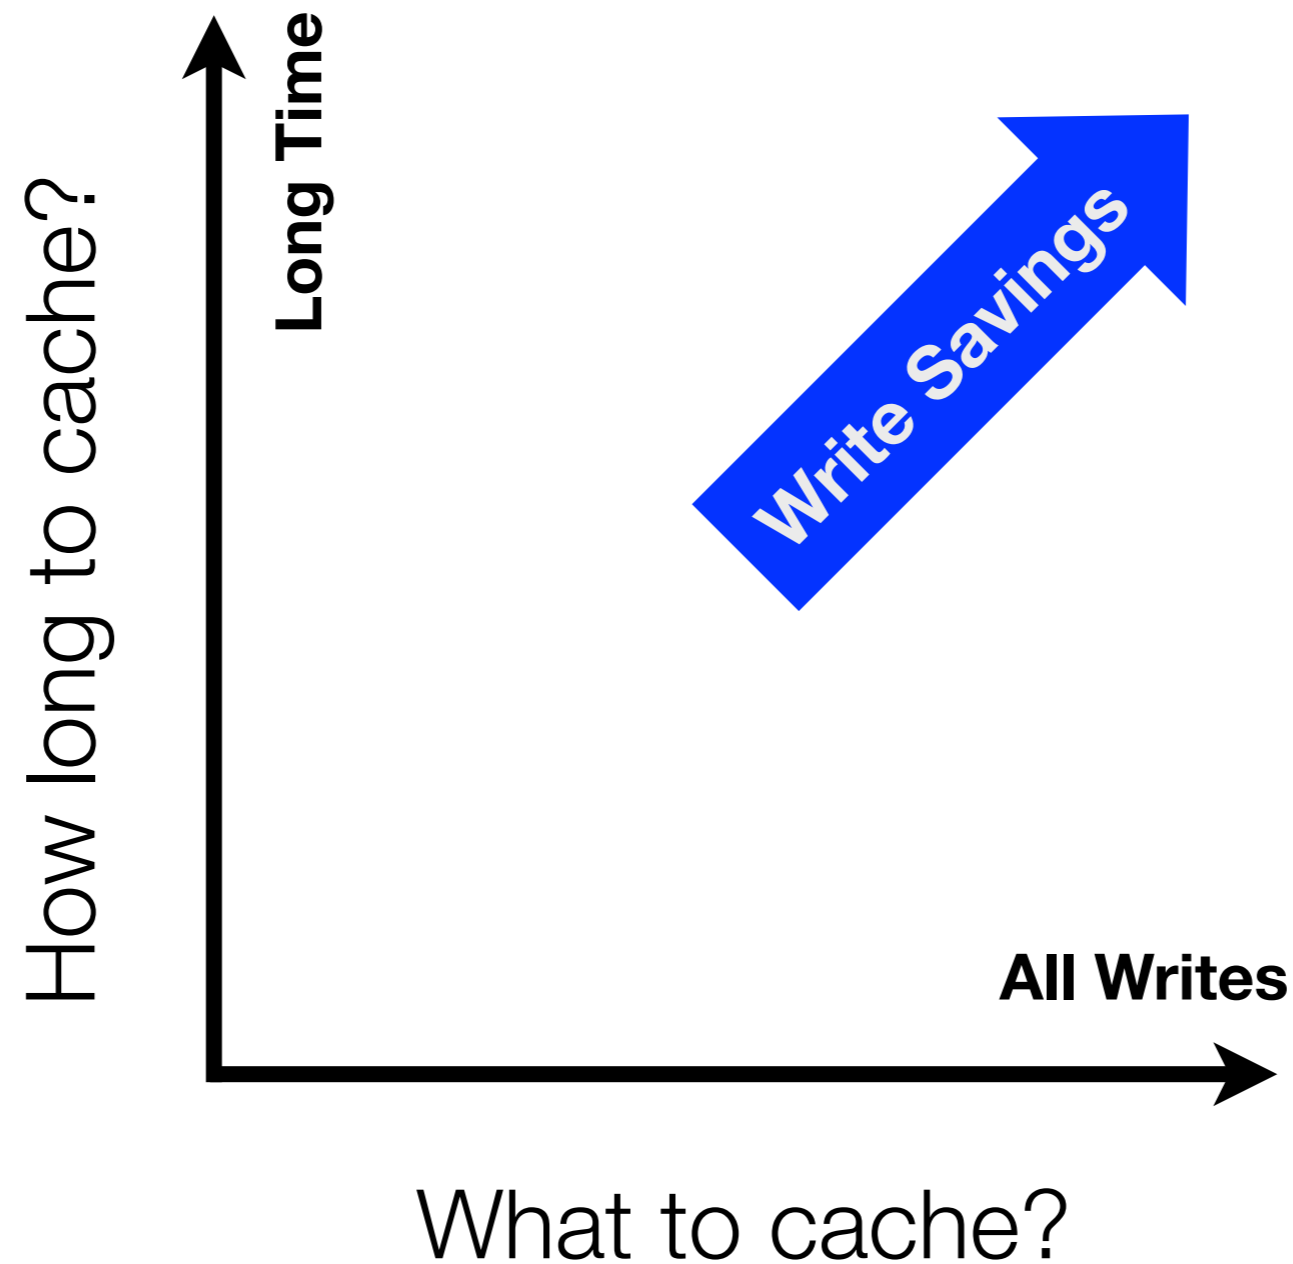 How long to cache?
Long Time
Write Savings
All Writes
What to cache?